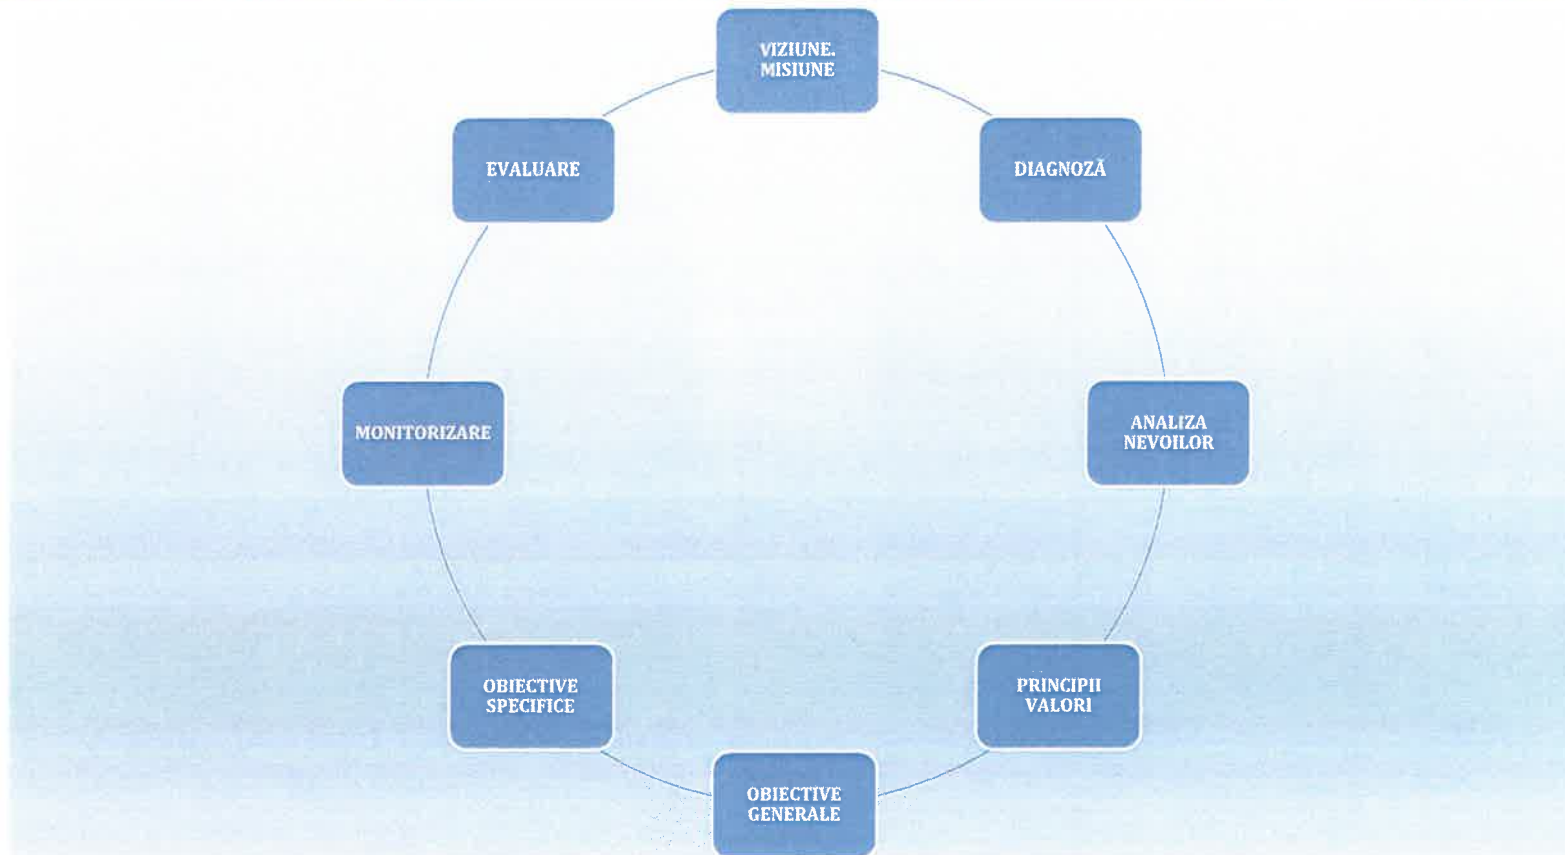 VIZIUNE.
MISIUNE
DIAGNOZĂ
ANALIZA
NEVOILOR
PRINCIPII
VALORI
OBIECTIVE
GENERALE
OBIECTIVE
SPECIFICE
MONITORIZARE
EVALUARE